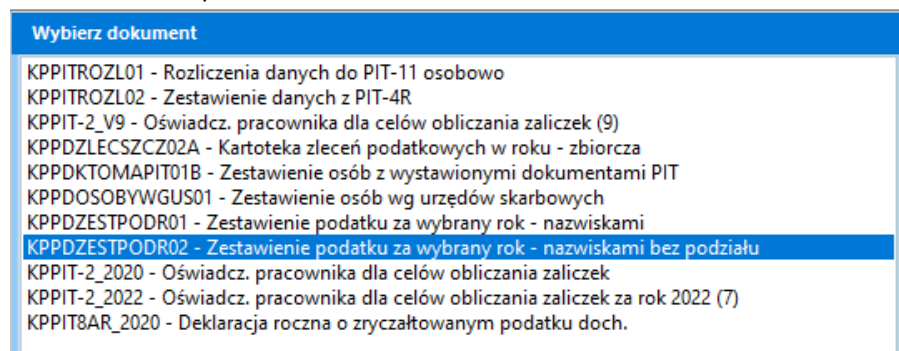 Wybierz dokument
KPPITROZL01 - Rozliczenia danych do PIT-11 osobowo
KPPITROZL02 - Zestawienie danych z PIT-4R
KPPIT-2_V9 - Oświadcz. pracownika dla celów obliczania zaliczek (9)
KPPDZLECSZCZ02A - Kartoteka zleceń podatkowych w roku - zbiorcza
KPPDKTOMAPIT01B - Zestawienie osób z wystawionymi dokumentami PIT
KPPDOSOBYWGUS01 - Zestawienie osób wg urzędów skarbowych
KPPDZESTPODR01 - Zestawienie podatku za wybrany rok - nazwiskami
KPPDZESTPODR02 - Zestawienie podatku za wybrany rok - nazwiskami bez podziału
KPPIT-2_2020 - Oświadcz. pracownika dla celów obliczania zaliczek
KPPIT-2_2022 - Oświadcz. pracownika dla celów obliczania zaliczek za rok 2022 (7)
KPPIT8AR_2020 - Deklaracja roczna o zryczałtowanym podatku doch.